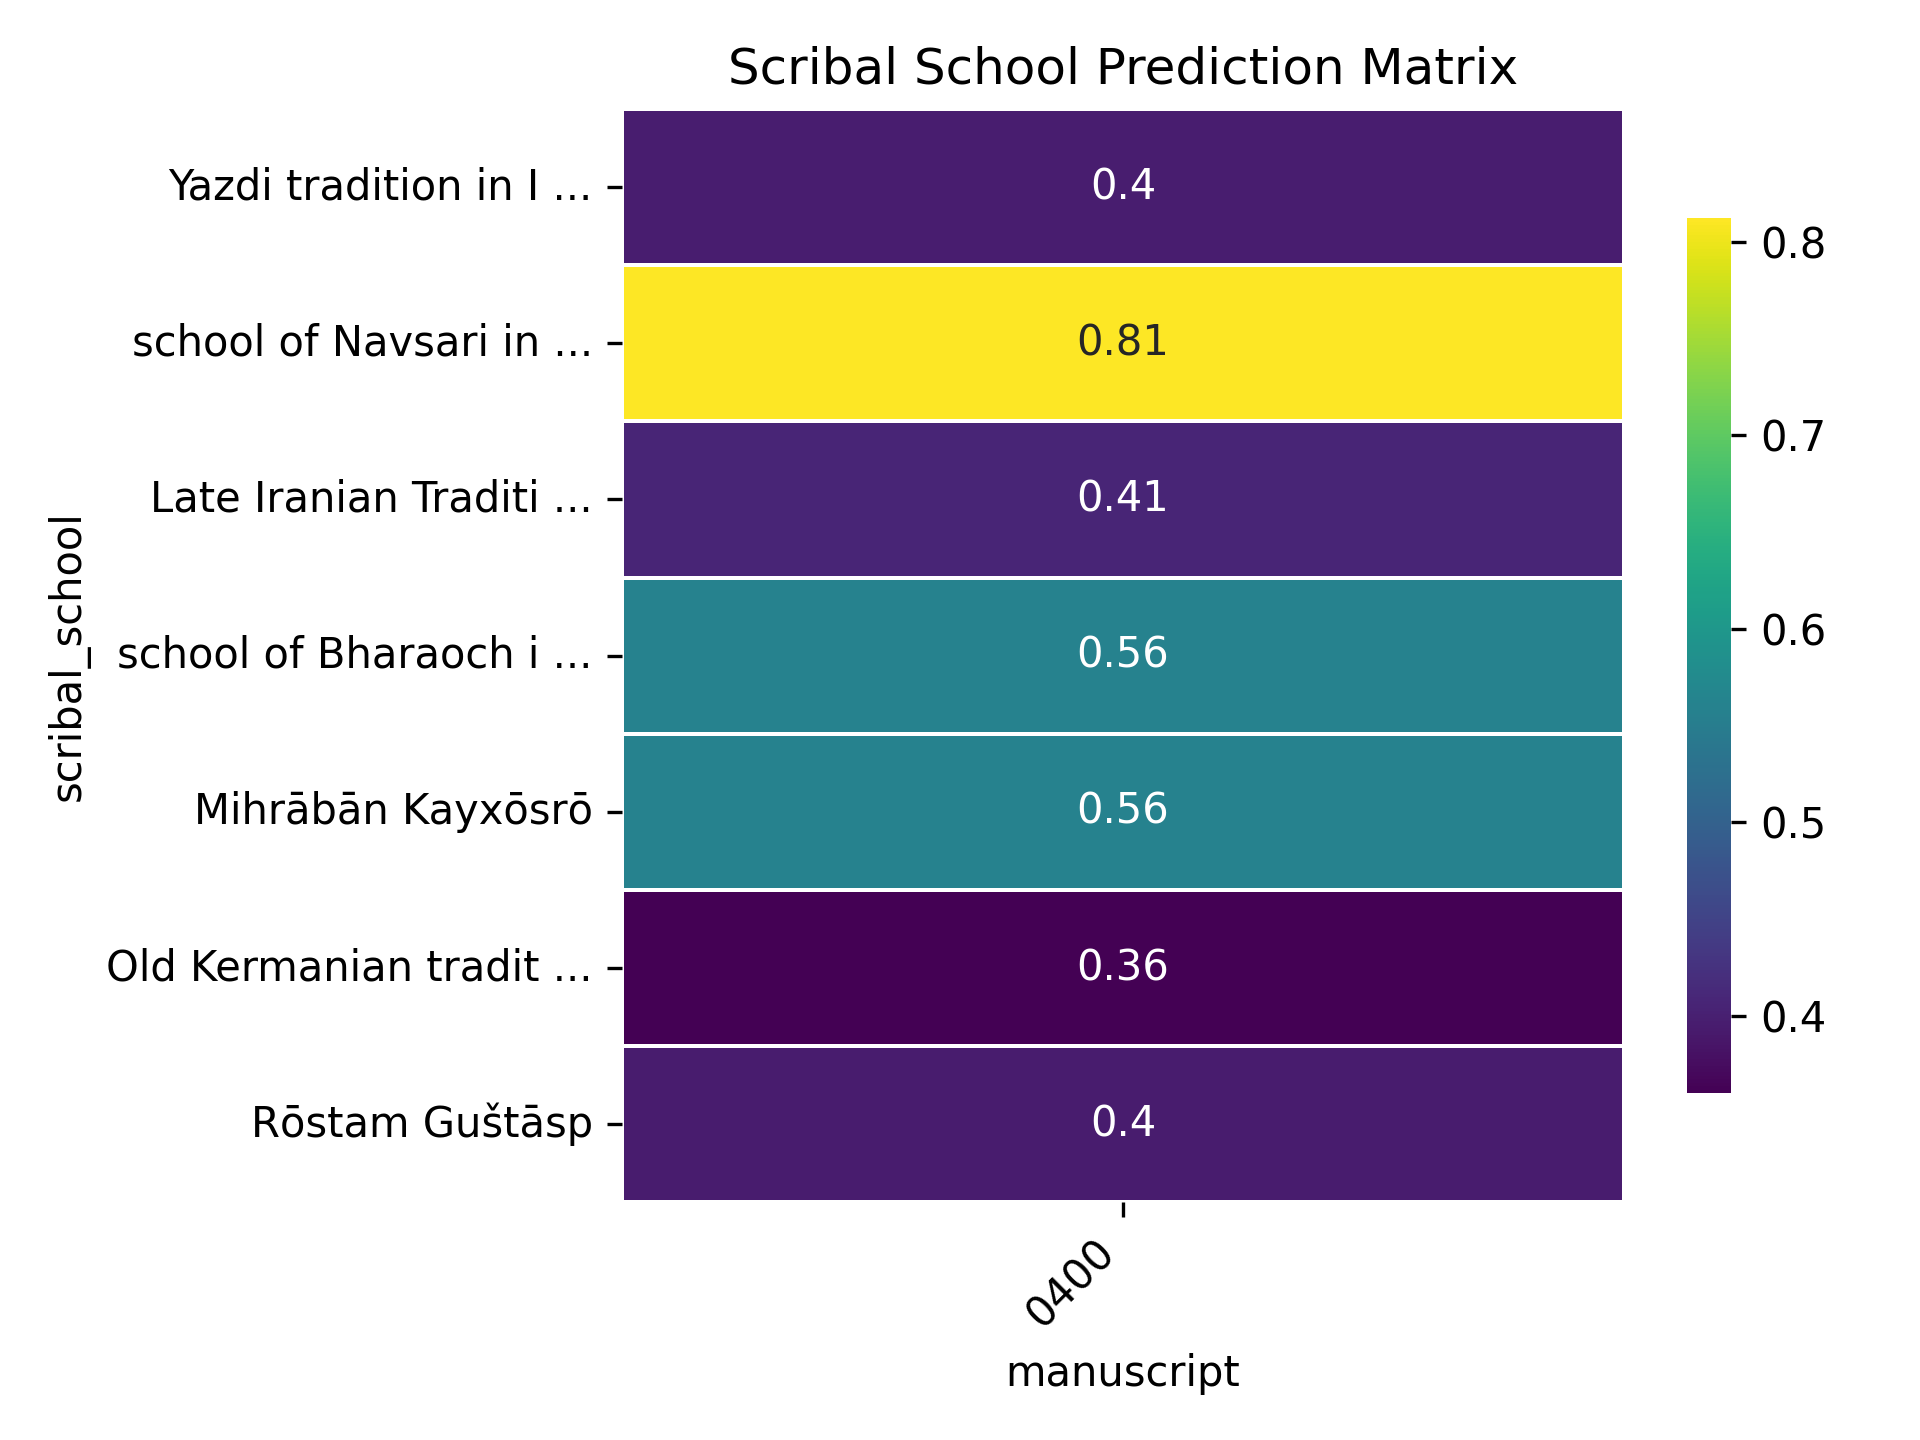 Scribal School Prediction Matrix
Yazdi tradition in I ...
0.4
school of Navsari in ...
0.81
Late Iranian Traditi ...
0.41
school of Bharaoch i ...
0.56
Mihrābān Kayxōsrō
0.56
Old Kermanian tradit ...
0.36
Rōstam Guštāsp
0.4
scribal_school
0400
manuscript
0.8
0.7
0.6
0.5
0.4